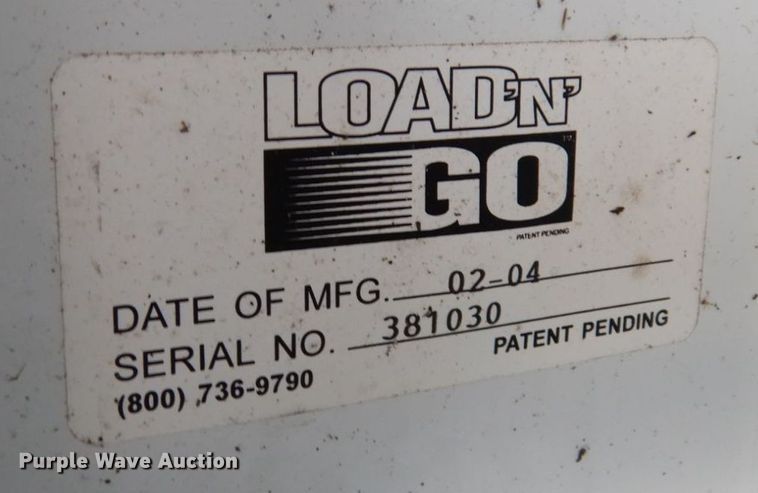 LOAD'N'
GO™
PATENT PENDING
DATE OF MFG. 02-04
SERIAL NO. 381030
(800) 736-9790 PATENT PENDING
Purple Wave Auction